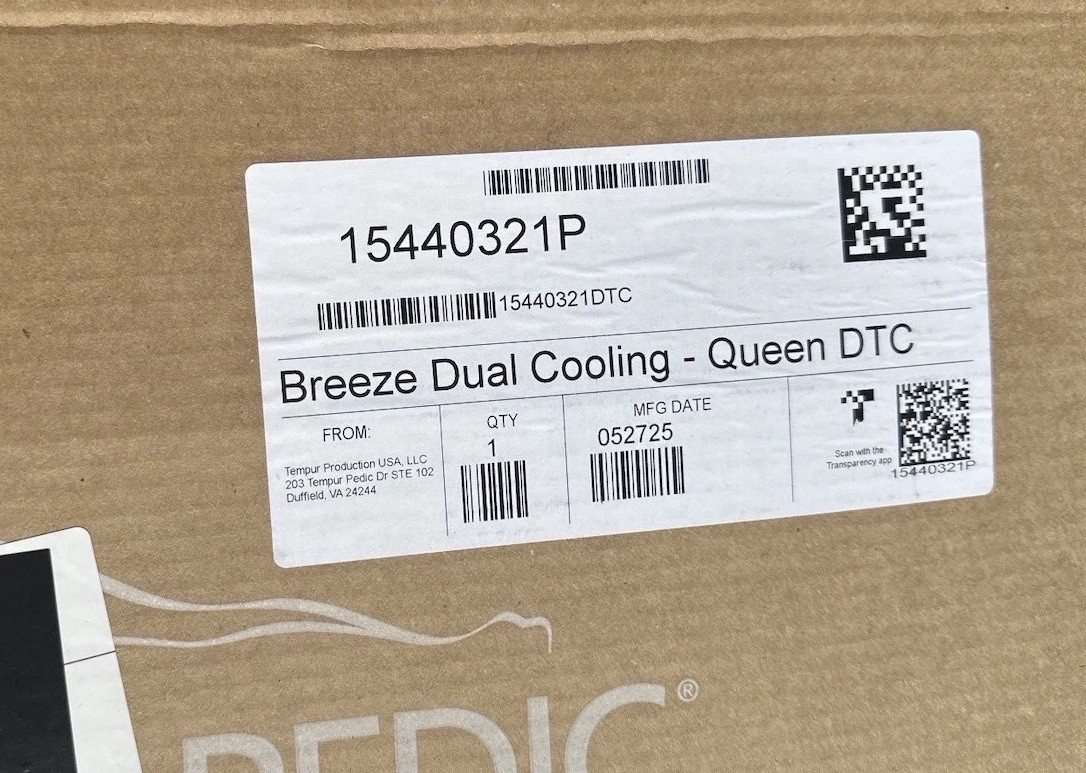 15440321P
15440321DTC
Breeze Dual Cooling - Queen DTC
FROM:
Tempur Production USA, LLC
203 Tempur Pedic Dr STE 102
Duffield, VA 24244
QTY
1
MFG DATE
052725
Scan with the
Transparency app
15440321P
PEDIC®